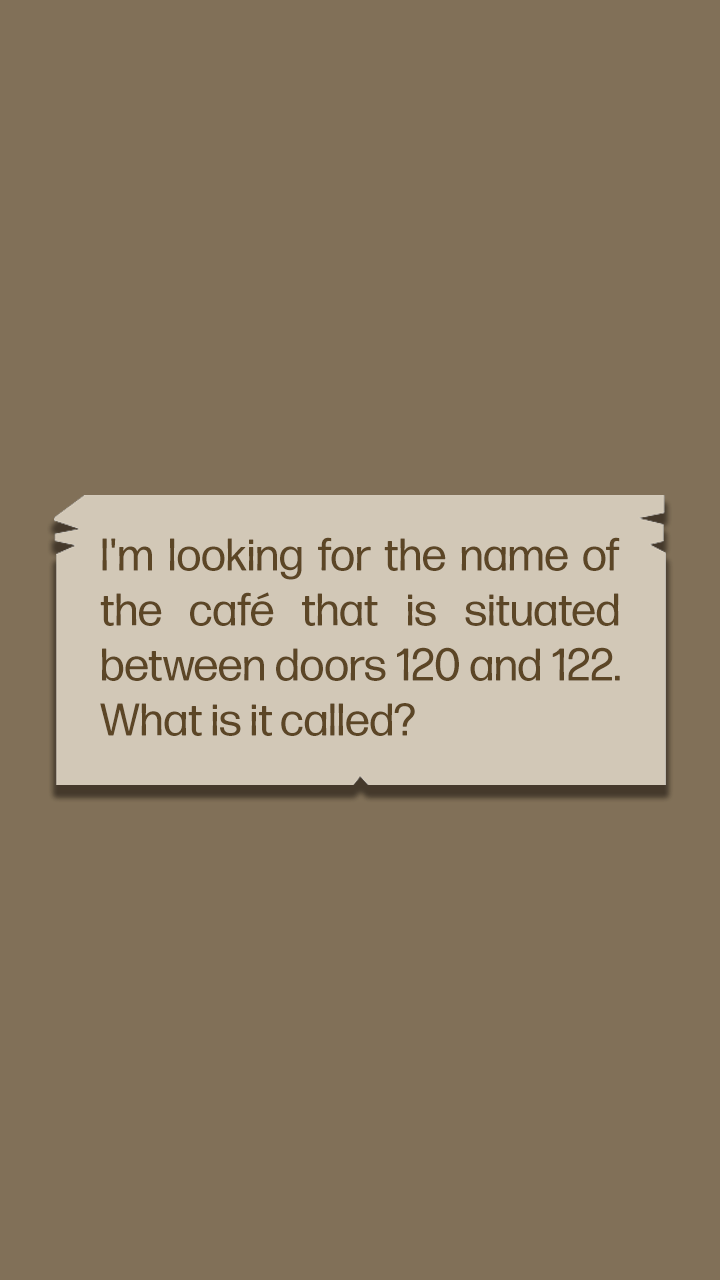 I'm looking for the name of
the café that is situated
between doors 120 and 122.
What is it called?